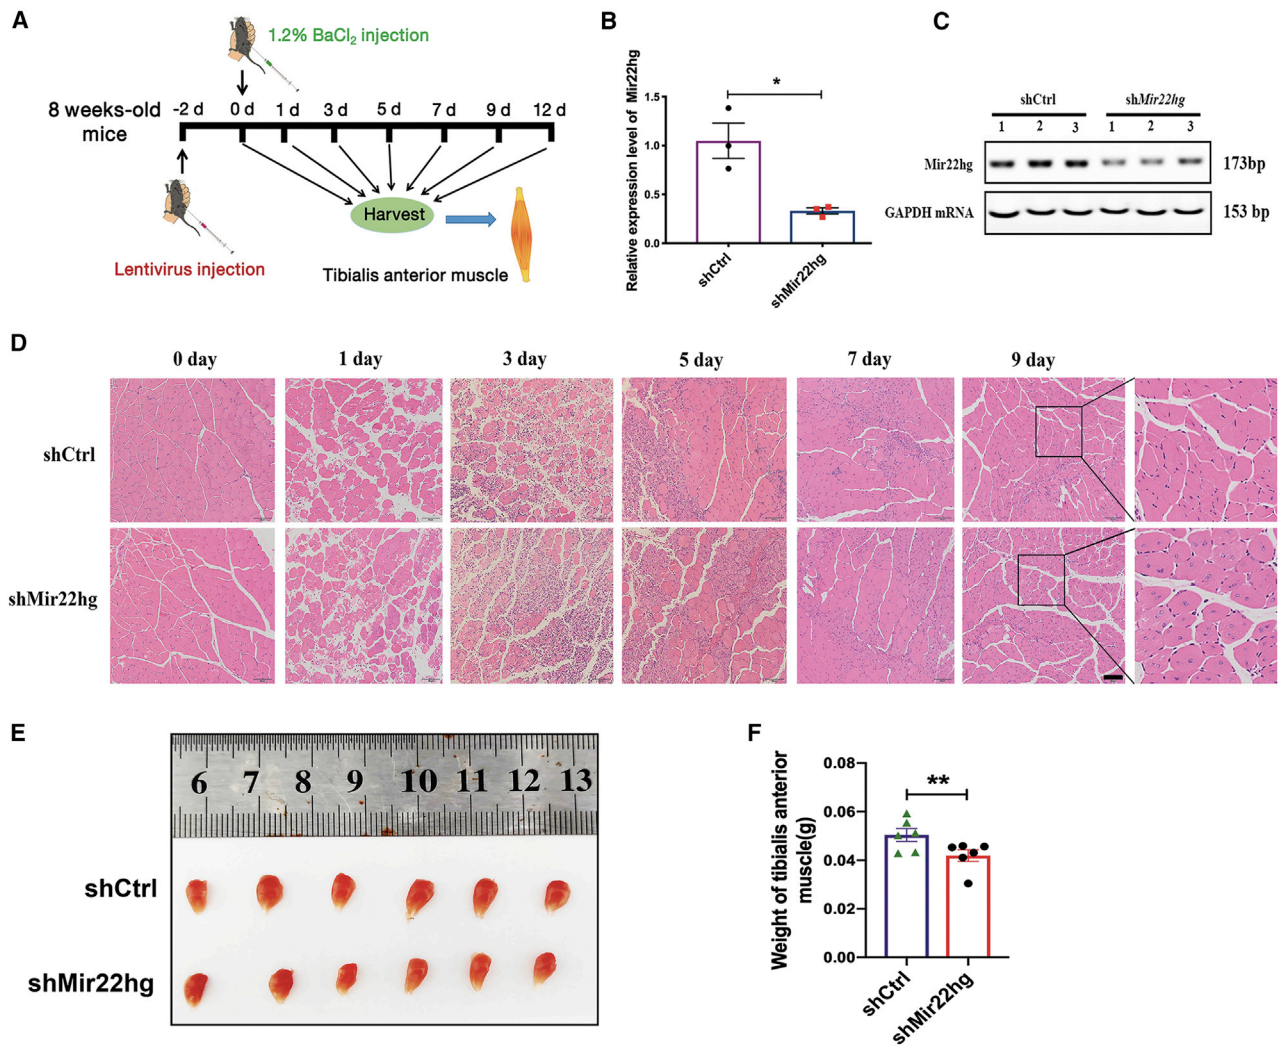 A
1.2% BaCl₂ injection
8 weeks-old
mice
-2 d 0 d 1 d 3 d 5 d 7 d 9 d 12 d
Harvest
Lentivirus injection
Tibialis anterior muscle
B
Relative expression level of Mir22hg
*
1.5
1.0
0.5
0.0
shCtrl
shMir22hg
C
shCtrl shMir22hg
1 2 3 1 2 3
Mir22hg 173bp
GAPDH mRNA 153 bp
D
0 day 1 day 3 day 5 day 7 day 9 day
shCtrl
shMir22hg
E
6 7 8 9 10 11 12 13
shCtrl
shMir22hg
F
Weight of tibialis anterior
muscle(g)
**
0.08
0.06
0.04
0.02
0.00
shCtrl
shMir22hg